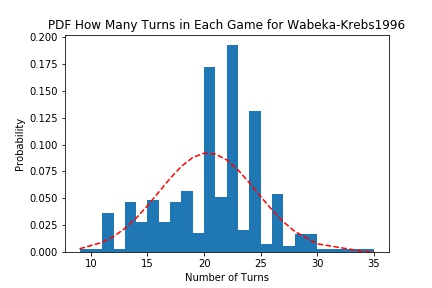 PDF How Many Turns in Each Game for Wabeka-Krebs1996
0.200
0.175
0.150
0.125
0.100
0.075
0.050
0.025
0.000
Probability
10 15 20 25 30 35
Number of Turns